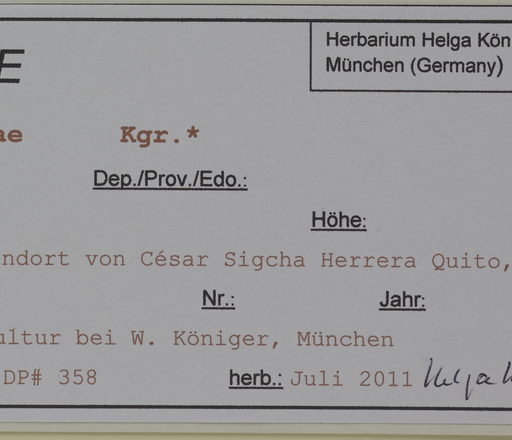 Herbarium Helga Kön
München (Germany)
E
ae Kgr.*
Dep./Prov./Edo.:
Höhe:
ndort von César Sigcha Herrera Quito,
Nr.: Jahr:
ultur bei W. Königer, München
DP# 358 herb.: Juli 2011 Helga K